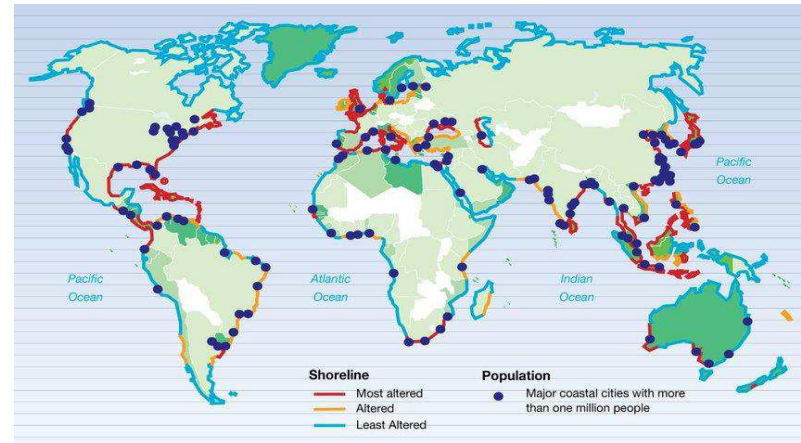 Pacific
Ocean
Pacific
Ocean
Atlantic
Ocean
Indian
Ocean
Shoreline
Most altered
Altered
Least Altered
Population
Major coastal cities with more
than one million people